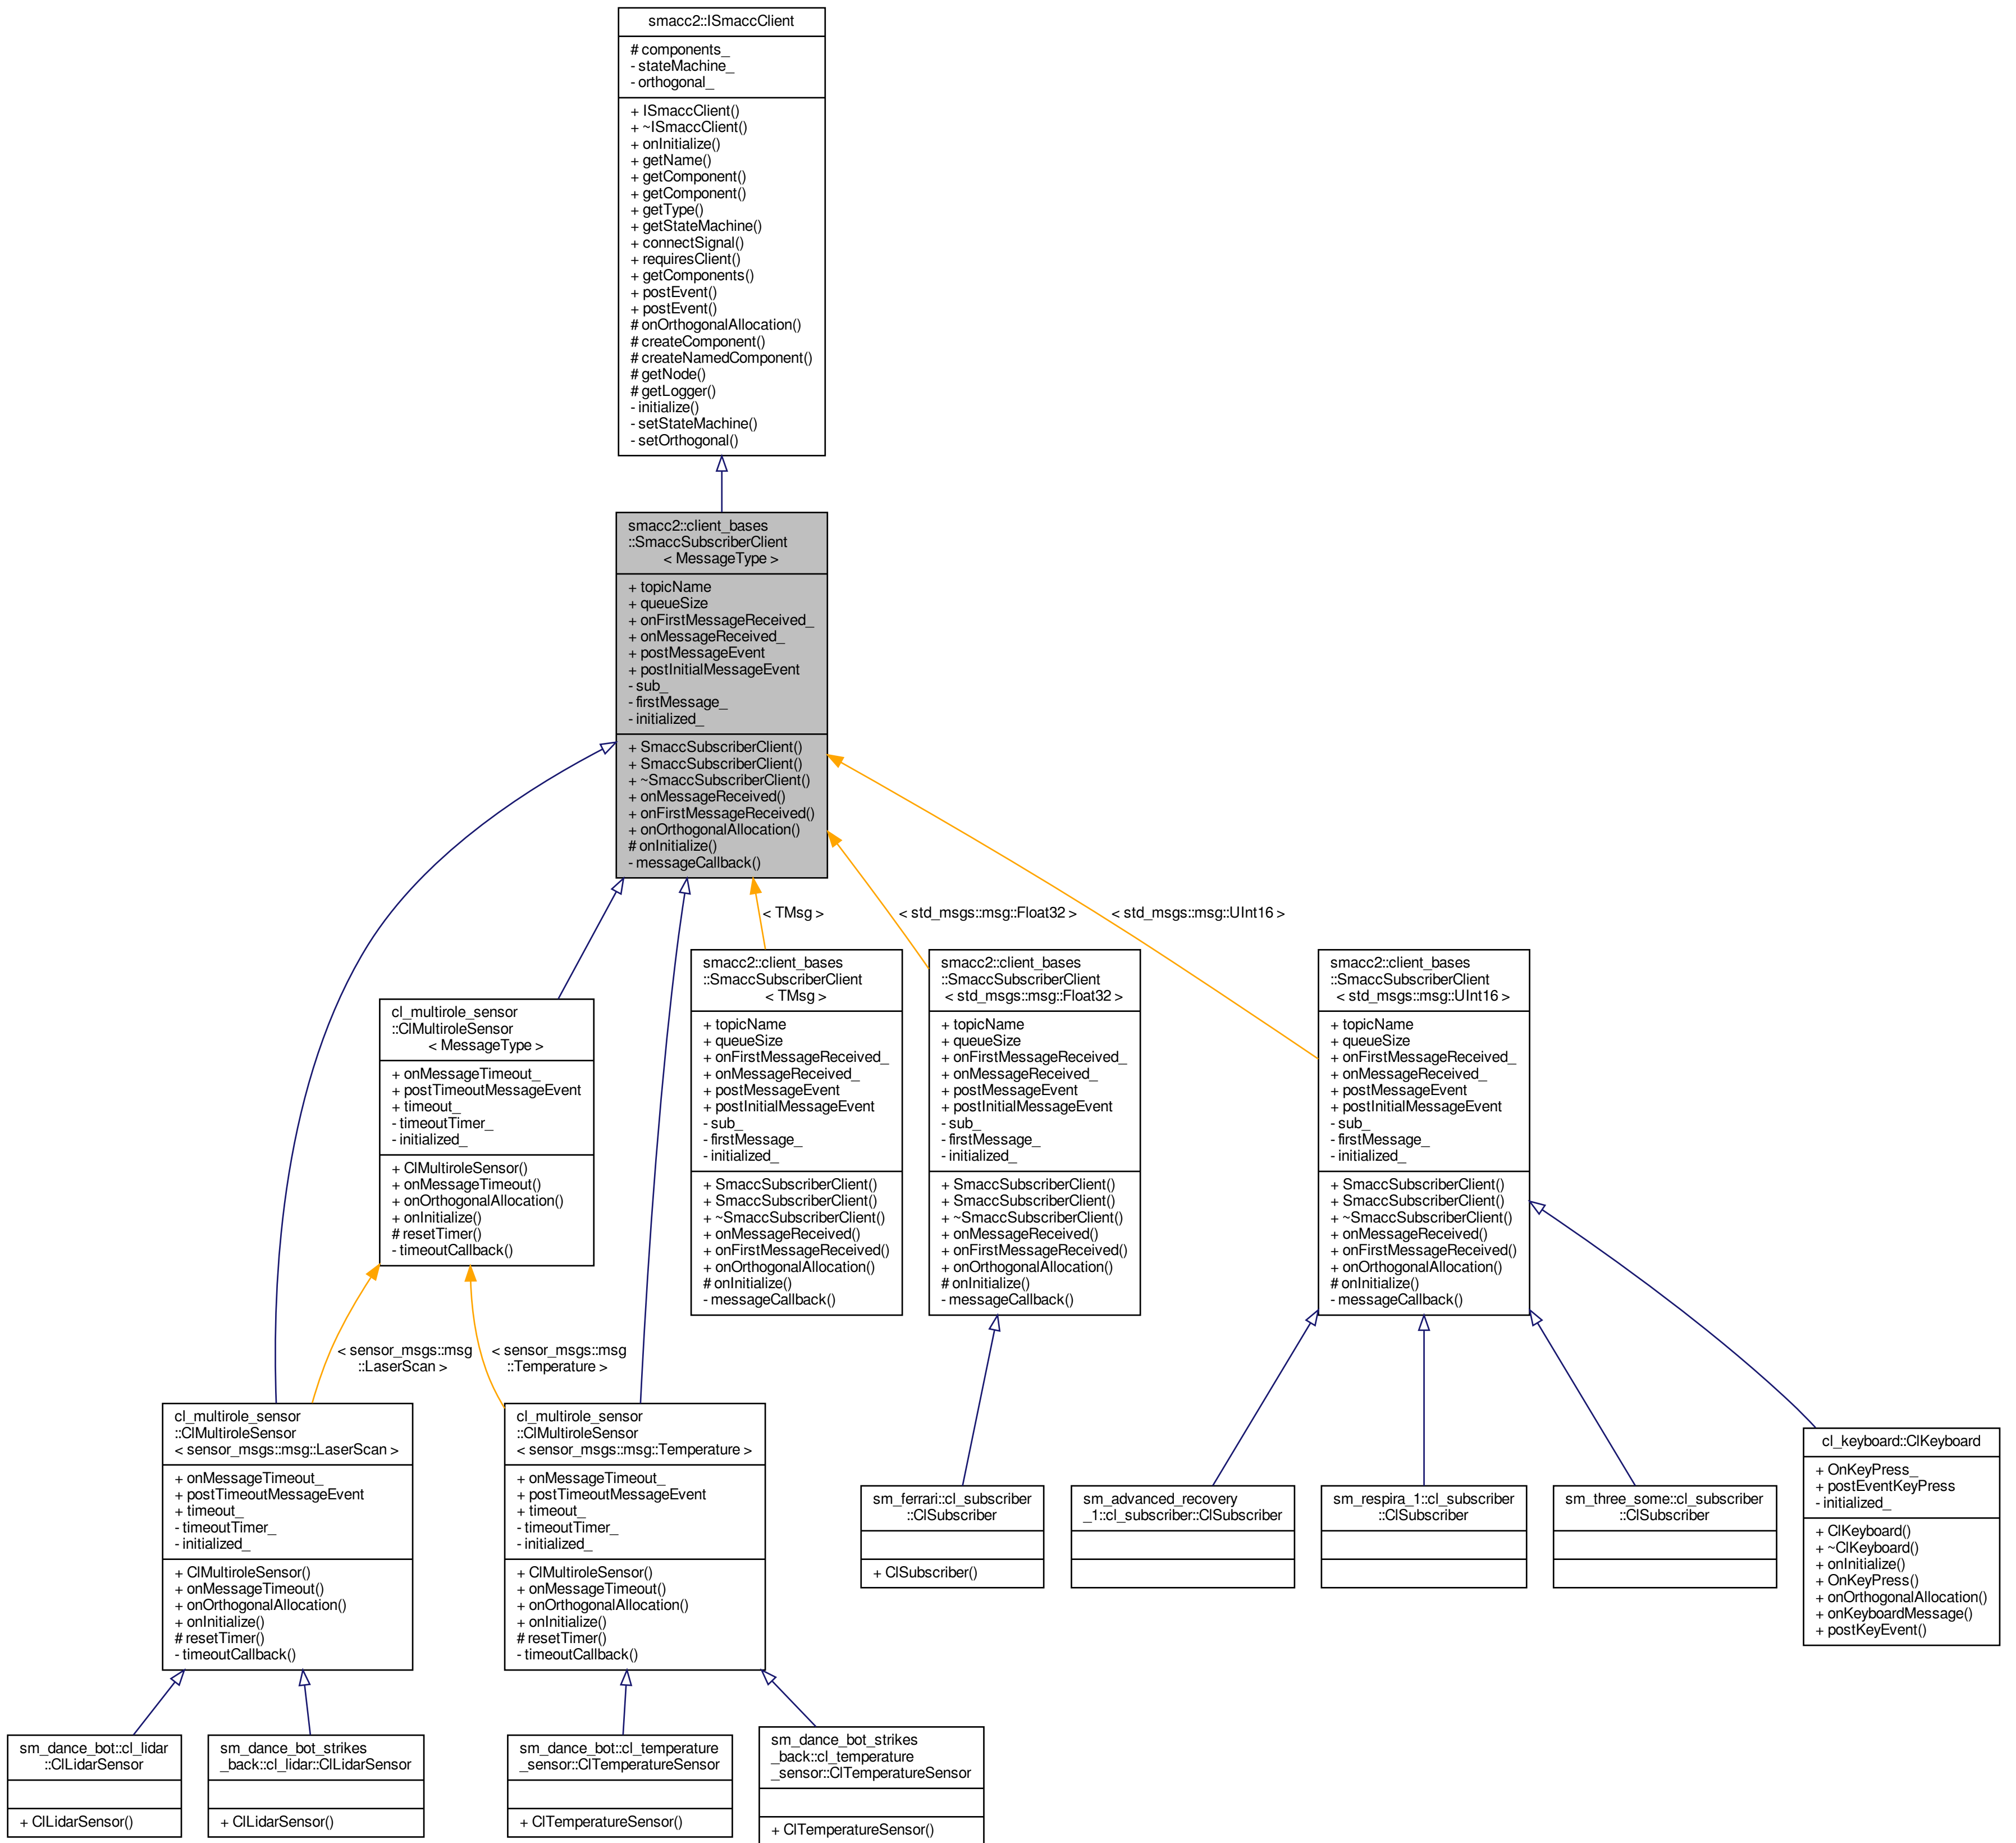 smacc2::ISmaccClient
# components_
- stateMachine_
- orthogonal_
+ ISmaccClient()
+ ~ISmaccClient()
+ onInitialize()
+ getName()
+ getComponent()
+ getComponent()
+ getType()
+ getStateMachine()
+ connectSignal()
+ requiresClient()
+ getComponents()
+ postEvent()
+ postEvent()
# onOrthogonalAllocation()
# createComponent()
# createNamedComponent()
# getNode()
# getLogger()
- initialize()
- setStateMachine()
- setOrthogonal()
smacc2::client_bases
::SmaccSubscriberClient
< MessageType >
+ topicName
+ queueSize
+ onFirstMessageReceived_
+ onMessageReceived_
+ postMessageEvent
+ postInitialMessageEvent
- sub_
- firstMessage_
- initialized_
+ SmaccSubscriberClient()
+ SmaccSubscriberClient()
+ ~SmaccSubscriberClient()
+ onMessageReceived()
+ onFirstMessageReceived()
+ onOrthogonalAllocation()
# onInitialize()
- messageCallback()
< TMsg >
< std_msgs::msg::Float32 >
< std_msgs::msg::UInt16 >
cl_multirole_sensor
::ClMultiroleSensor
< MessageType >
+ onMessageTimeout_
+ postTimeoutMessageEvent
+ timeout_
- timeoutTimer_
- initialized_
+ ClMultiroleSensor()
+ onMessageTimeout()
+ onOrthogonalAllocation()
+ onInitialize()
# resetTimer()
- timeoutCallback()
smacc2::client_bases
::SmaccSubscriberClient
< TMsg >
+ topicName
+ queueSize
+ onFirstMessageReceived_
+ onMessageReceived_
+ postMessageEvent
+ postInitialMessageEvent
- sub_
- firstMessage_
- initialized_
+ SmaccSubscriberClient()
+ SmaccSubscriberClient()
+ ~SmaccSubscriberClient()
+ onMessageReceived()
+ onFirstMessageReceived()
+ onOrthogonalAllocation()
# onInitialize()
- messageCallback()
smacc2::client_bases
::SmaccSubscriberClient
< std_msgs::msg::Float32 >
+ topicName
+ queueSize
+ onFirstMessageReceived_
+ onMessageReceived_
+ postMessageEvent
+ postInitialMessageEvent
- sub_
- firstMessage_
- initialized_
+ SmaccSubscriberClient()
+ SmaccSubscriberClient()
+ ~SmaccSubscriberClient()
+ onMessageReceived()
+ onFirstMessageReceived()
+ onOrthogonalAllocation()
# onInitialize()
- messageCallback()
smacc2::client_bases
::SmaccSubscriberClient
< std_msgs::msg::UInt16 >
+ topicName
+ queueSize
+ onFirstMessageReceived_
+ onMessageReceived_
+ postMessageEvent
+ postInitialMessageEvent
- sub_
- firstMessage_
- initialized_
+ SmaccSubscriberClient()
+ SmaccSubscriberClient()
+ ~SmaccSubscriberClient()
+ onMessageReceived()
+ onFirstMessageReceived()
+ onOrthogonalAllocation()
# onInitialize()
- messageCallback()
< sensor_msgs::msg
::LaserScan >
< sensor_msgs::msg
::Temperature >
cl_multirole_sensor
::ClMultiroleSensor
< sensor_msgs::msg::LaserScan >
+ onMessageTimeout_
+ postTimeoutMessageEvent
+ timeout_
- timeoutTimer_
- initialized_
+ ClMultiroleSensor()
+ onMessageTimeout()
+ onOrthogonalAllocation()
+ onInitialize()
# resetTimer()
- timeoutCallback()
cl_multirole_sensor
::ClMultiroleSensor
< sensor_msgs::msg::Temperature >
+ onMessageTimeout_
+ postTimeoutMessageEvent
+ timeout_
- timeoutTimer_
- initialized_
+ ClMultiroleSensor()
+ onMessageTimeout()
+ onOrthogonalAllocation()
+ onInitialize()
# resetTimer()
- timeoutCallback()
sm_ferrari::cl_subscriber
::ClSubscriber
+ ClSubscriber()
sm_advanced_recovery
_1::cl_subscriber::ClSubscriber
sm_respira_1::cl_subscriber
::ClSubscriber
sm_three_some::cl_subscriber
::ClSubscriber
cl_keyboard::ClKeyboard
+ OnKeyPress_
+ postEventKeyPress
- initialized_
+ ClKeyboard()
+ ~ClKeyboard()
+ onInitialize()
+ OnKeyPress()
+ onOrthogonalAllocation()
+ onKeyboardMessage()
+ postKeyEvent()
sm_dance_bot::cl_lidar
::ClLidarSensor
+ ClLidarSensor()
sm_dance_bot_strikes
_back::cl_lidar::ClLidarSensor
+ ClLidarSensor()
sm_dance_bot::cl_temperature
_sensor::ClTemperatureSensor
+ ClTemperatureSensor()
sm_dance_bot_strikes
_back::cl_temperature
_sensor::ClTemperatureSensor
+ ClTemperatureSensor()